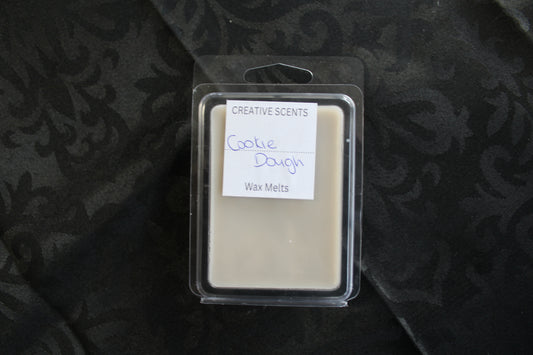 CREATIVE SCENTS
Cookie
Dough
Wax Melts